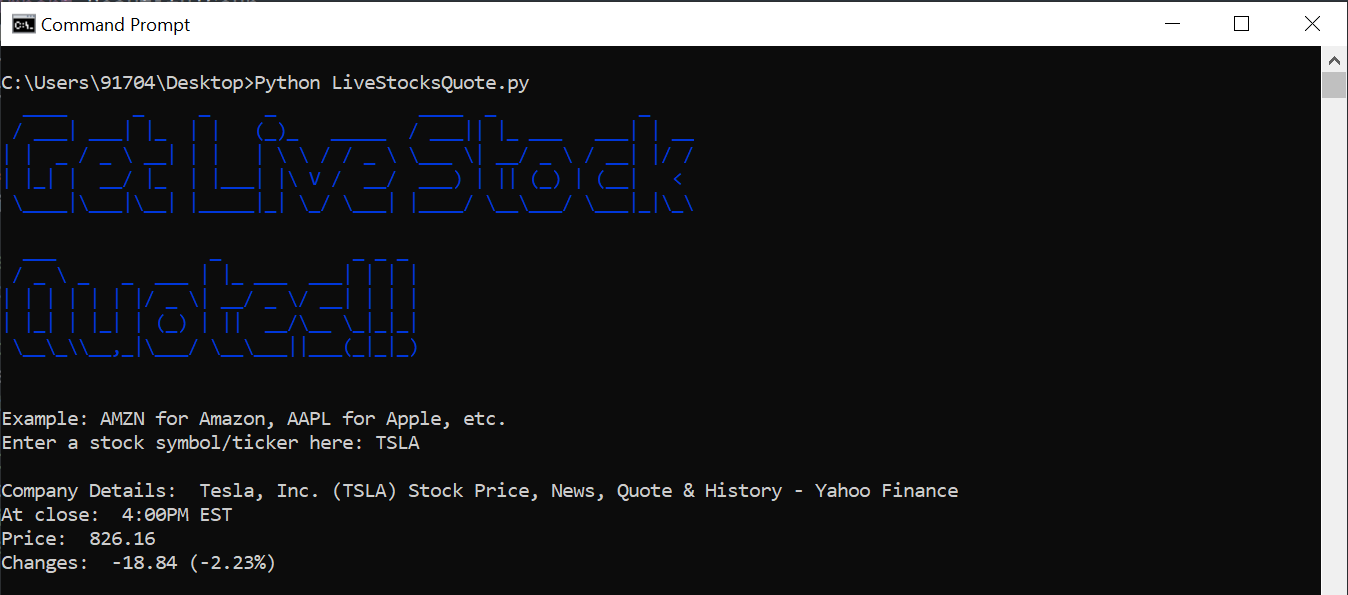 Command Prompt
C:\Users\91704\Desktop>Python LiveStocksQuote.py
Get Live Stock
Quotes!!!
Example: AMZN for Amazon, AAPL for Apple, etc.
Enter a stock symbol/ticker here: TSLA
Company Details:  Tesla, Inc. (TSLA) Stock Price, News, Quote & History - Yahoo Finance
At close:  4:00PM EST
Price:  826.16
Changes:  -18.84 (-2.23%)